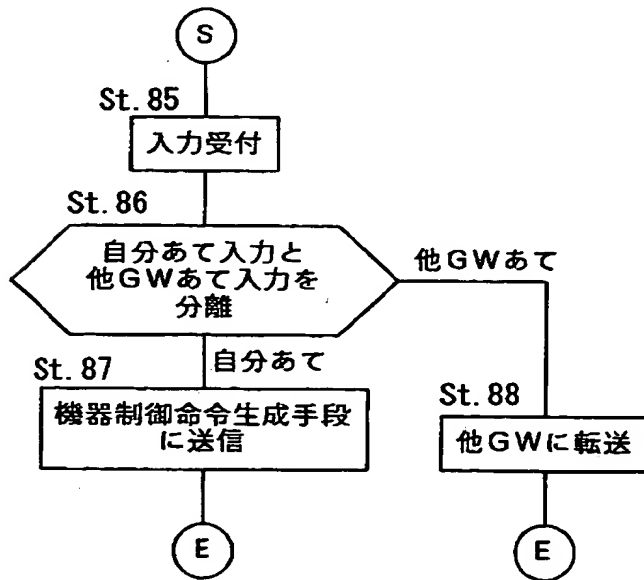 S
St.85
入力受付
St.86
自分あて入力と
他GWあて入力を
分離
他GWあて
自分あて
St.87
機器制御命令生成手段
に送信
St.88
他GWに転送
E
E